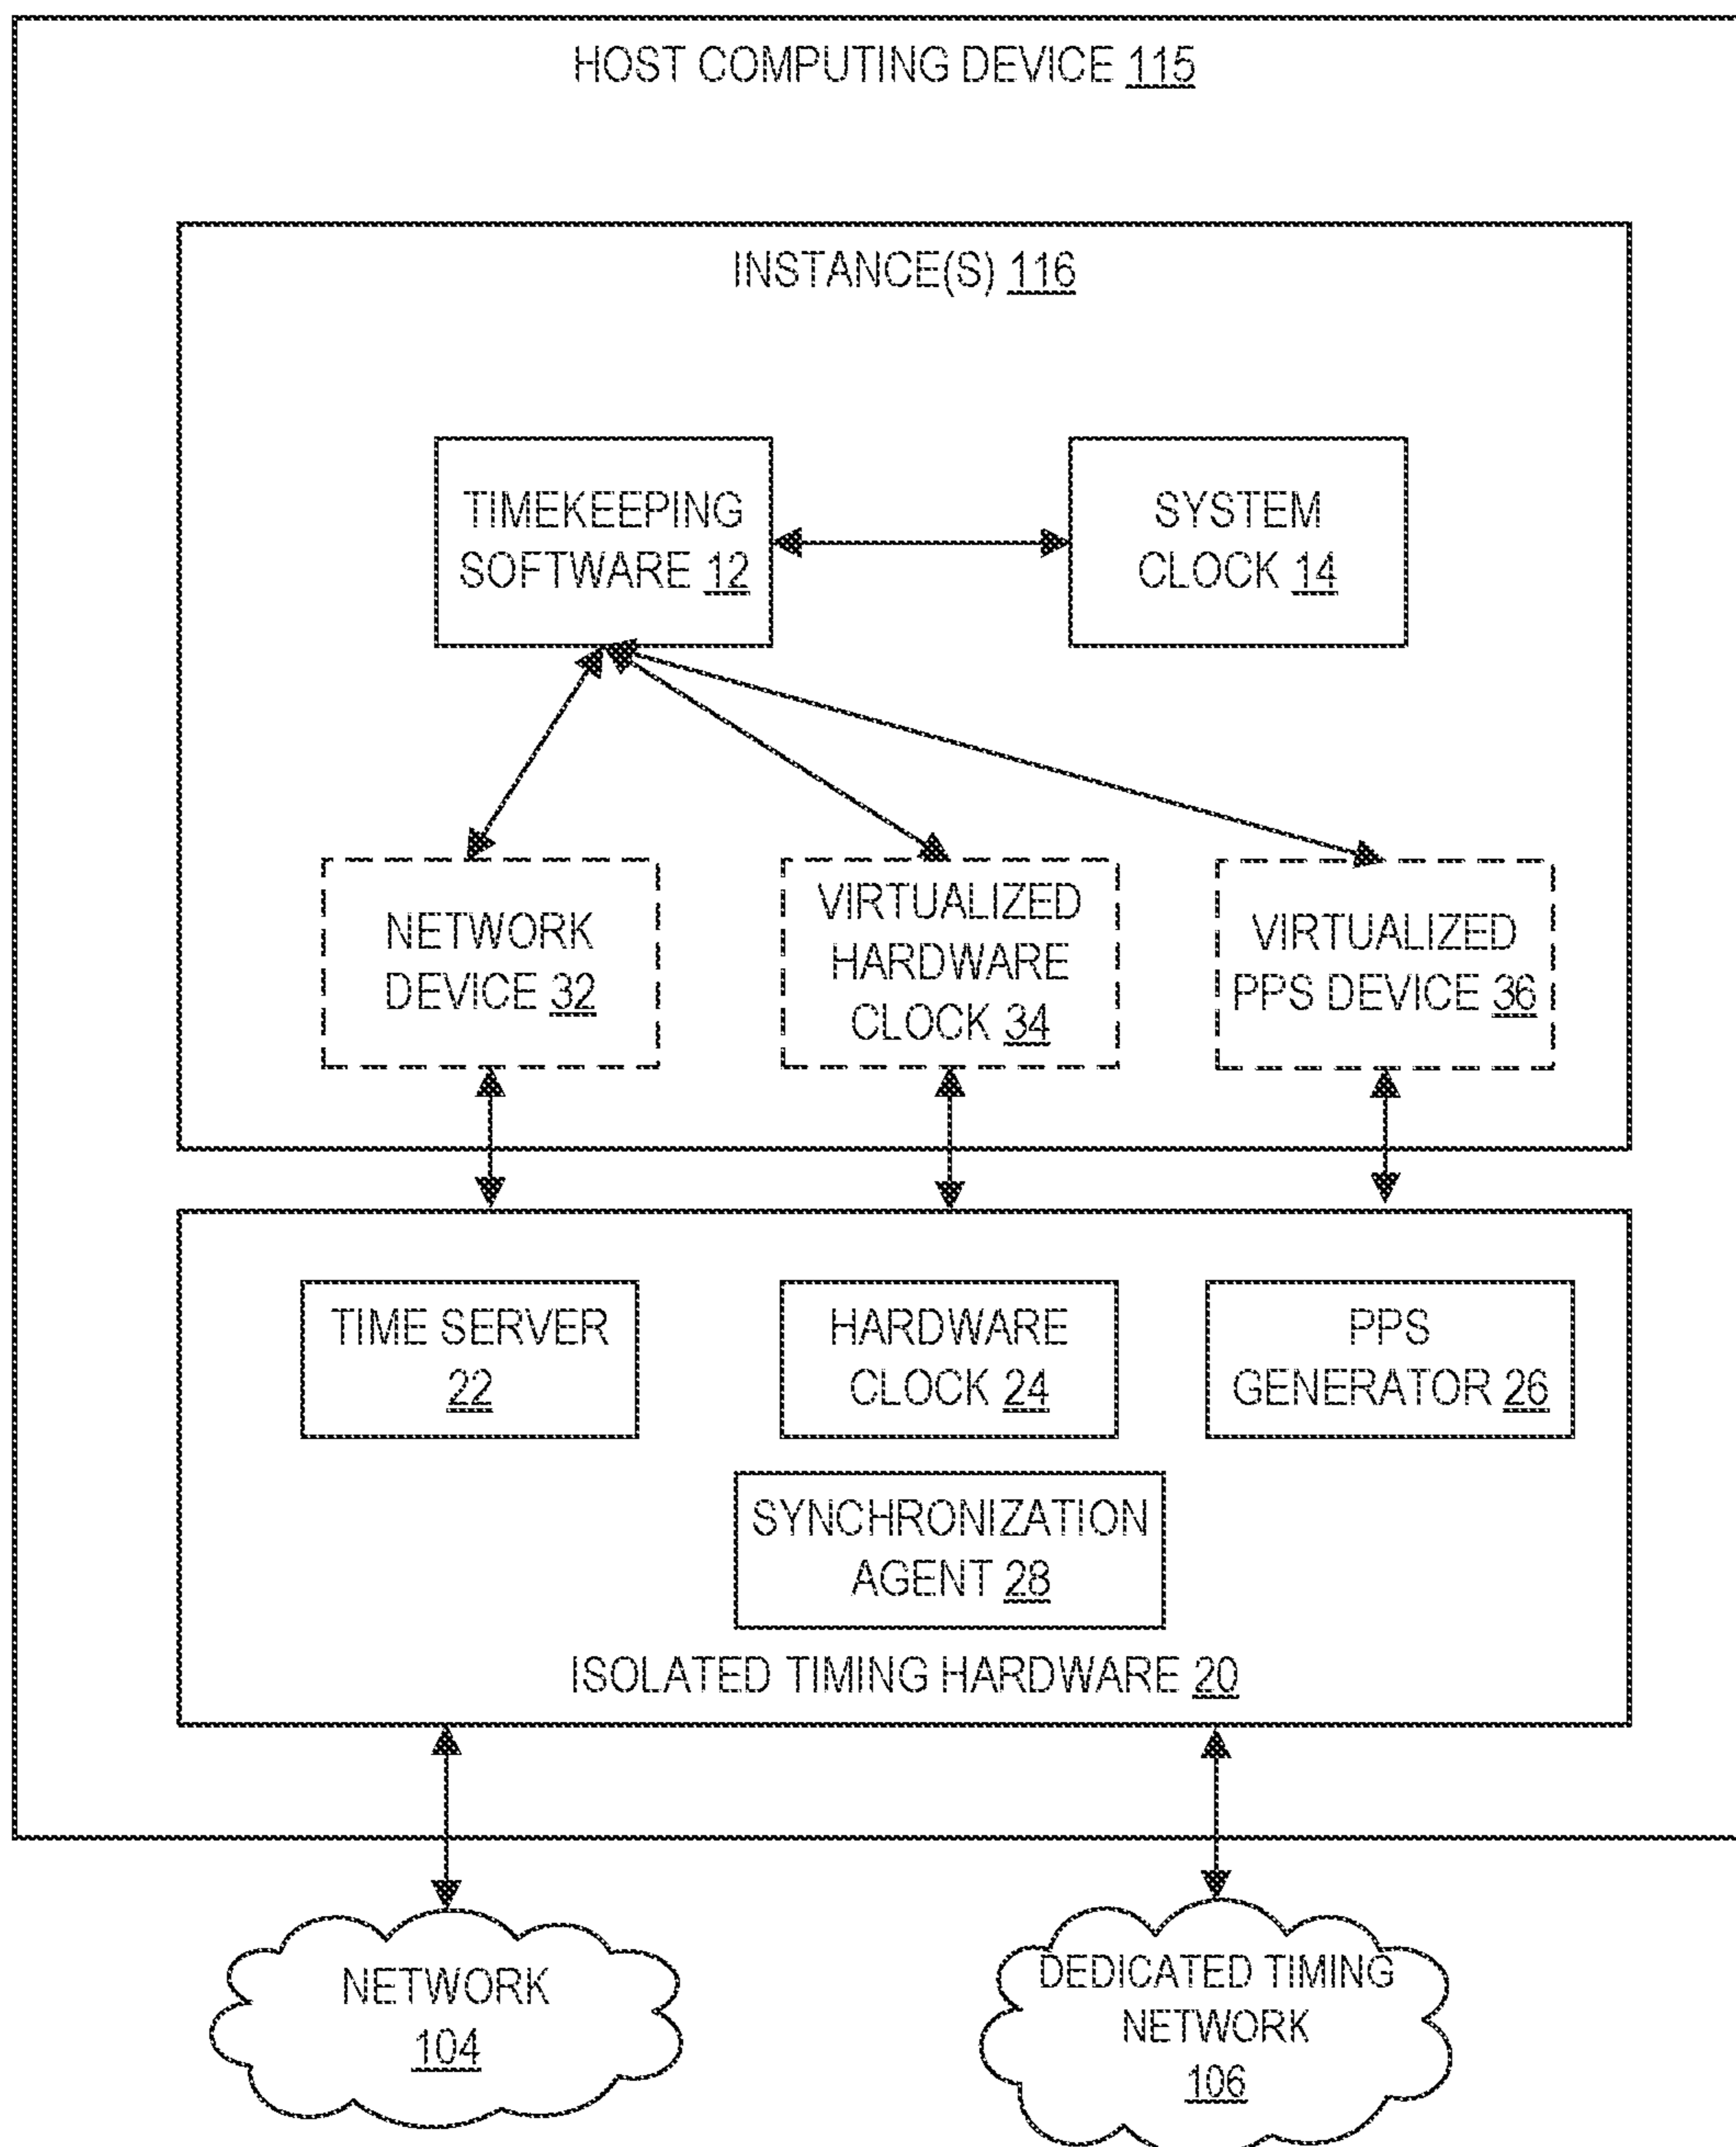 HOST COMPUTING DEVICE 115
INSTANCE(S) 116
TIMEKEEPING
SOFTWARE 12
SYSTEM
CLOCK 14
NETWORK
DEVICE 32
VIRTUALIZED
HARDWARE
CLOCK 34
VIRTUALIZED
PPS DEVICE 36
TIME SERVER
22
HARDWARE
CLOCK 24
PPS
GENERATOR 26
SYNCHRONIZATION
AGENT 28
ISOLATED TIMING HARDWARE 20
NETWORK
104
DEDICATED TIMING
NETWORK
106